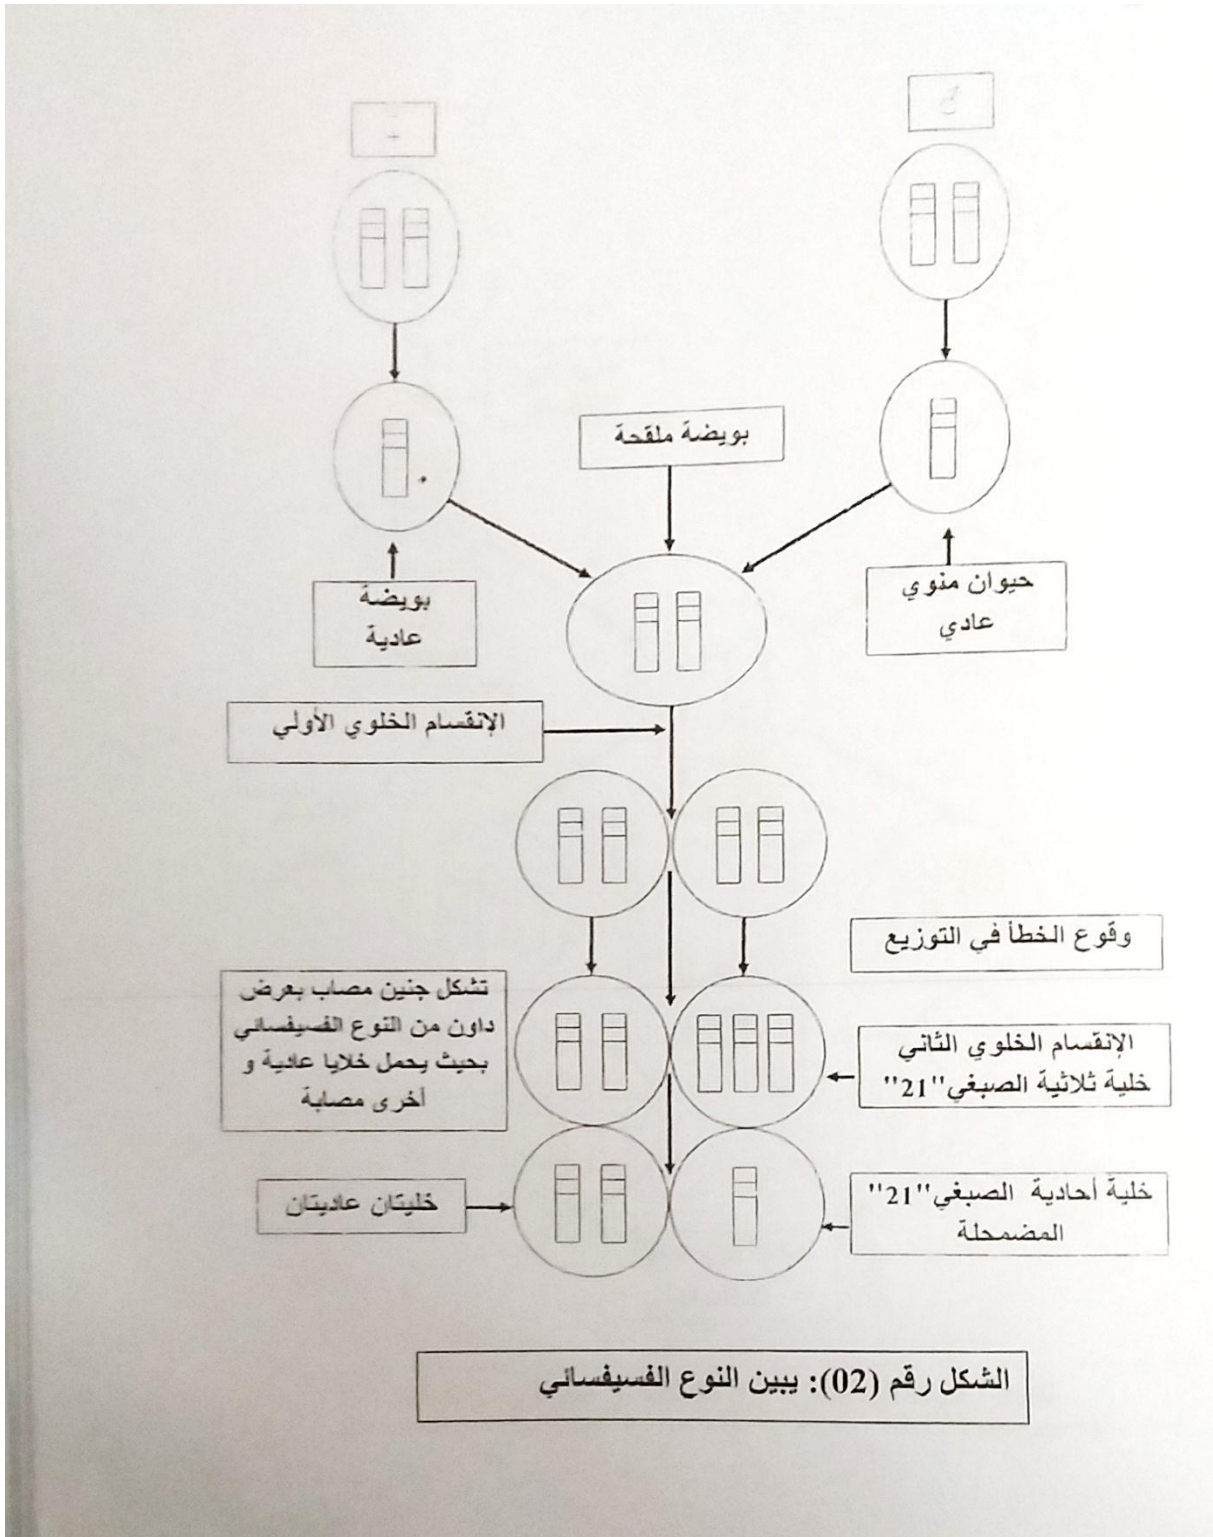 ♂
بويضة ملقحة
حيوان منوي
عادي
بويضة
عادية
الإنقسام الخلوي الأولي
وقوع الخطأ في التوزيع
تشكل جنين مصاب بعرض
داون من النوع الفسيفسائي
بحيث يحمل خلايا عادية و
أخرى مصابة
الإنقسام الخلوي الثاني
خلية ثلاثية الصبغي "21"
خلية أحادية الصبغي "21"
المضمحلة
خليتان عاديتان
الشكل رقم (02): يبين النوع الفسيفسائي